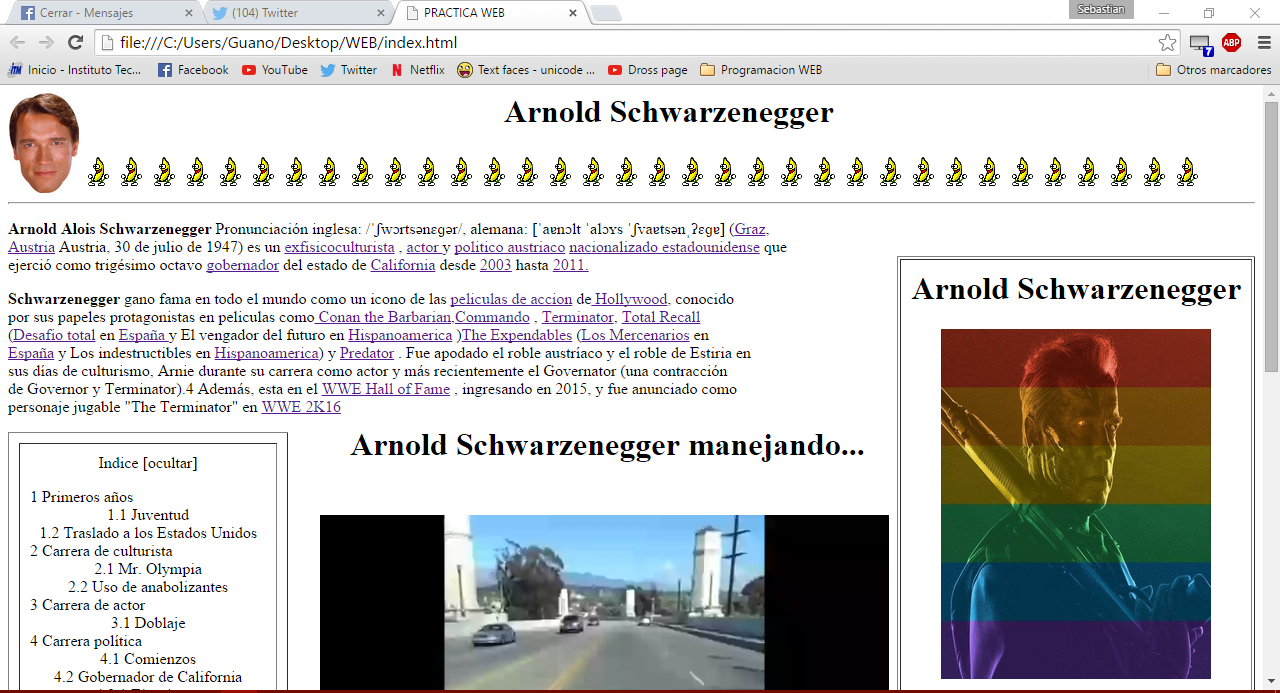 Cerrar - Mensajes
(104) Twitter
PRACTICA WEB
Sebastian
file:///C:/Users/Guano/Desktop/WEB/index.html
ABP
7
Inicio - Instituto Tec...
Facebook
YouTube
Twitter
Netflix
Text faces - unicode ...
Dross page
Programacion WEB
Otros marcadores
Arnold Schwarzenegger
Arnold Alois Schwarzenegger Pronunciación inglesa: /ˈʃwɔrtsənɛɡər/, alemana: [ˈaɐnɔlt ˈalɔʏs ˈʃvaɐtsənˌʔɛɡɐ] (Graz,
Austria Austria, 30 de julio de 1947) es un exfisicoculturista , actor y politico austriaco nacionalizado estadounidense
ejerció como trigésimo octavo gobernador del estado de California desde 2003 hasta 2011.
Schwarzenegger gano fama en todo el mundo como un icono de las peliculas de accion de Hollywood, conocido
por sus papeles protagonistas en peliculas como Conan the Barbarian,Commando , Terminator, Total Recall
(Desafio total en España y El vengador del futuro en Hispanoamerica )The Expendables (Los Mercenarios en
España y Los indestructibles en Hispanoamerica) y Predator . Fue apodado el roble austríaco y el roble de Estiria en
sus días de culturismo, Arnie durante su carrera como actor y más recientemente el Governator (una contracción
de Governor y Terminator).4 Además, esta en el WWE Hall of Fame , ingresando en 2015, y fue anunciado como
personaje jugable "The Terminator" en WWE 2K16
Indice [ocultar]
1 Primeros años
1.1 Juventud
1.2 Traslado a los Estados Unidos
2 Carrera de culturista
2.1 Mr. Olympia
2.2 Uso de anabolizantes
3 Carrera de actor
3.1 Doblaje
4 Carrera política
4.1 Comienzos
4.2 Gobernador de California
Arnold Schwarzenegger manejando...
Arnold Schwarzenegger